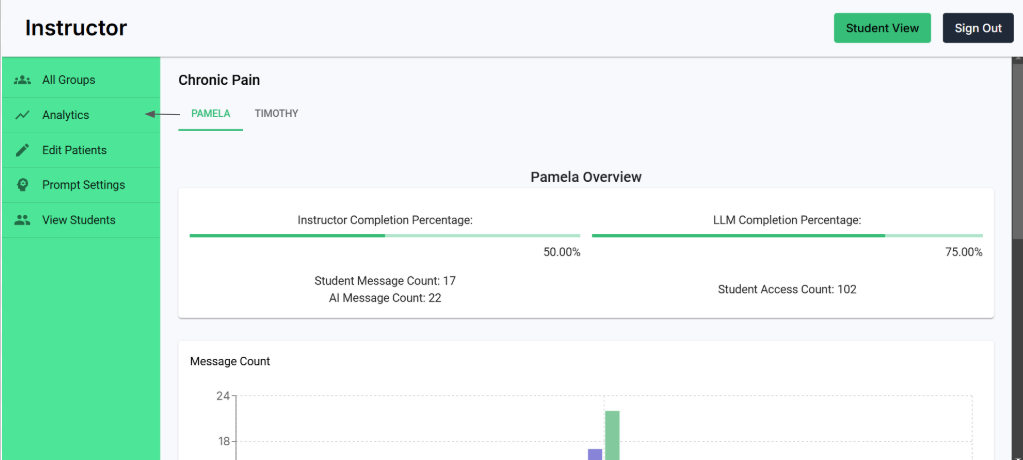 Instructor
Student View
Sign Out
All Groups
Analytics
Edit Patients
Prompt Settings
View Students
Chronic Pain
PAMELA
TIMOTHY
Pamela Overview
Instructor Completion Percentage:
50.00%
LLM Completion Percentage:
75.00%
Student Message Count: 17
AI Message Count: 22
Student Access Count: 102
Message Count
24
18